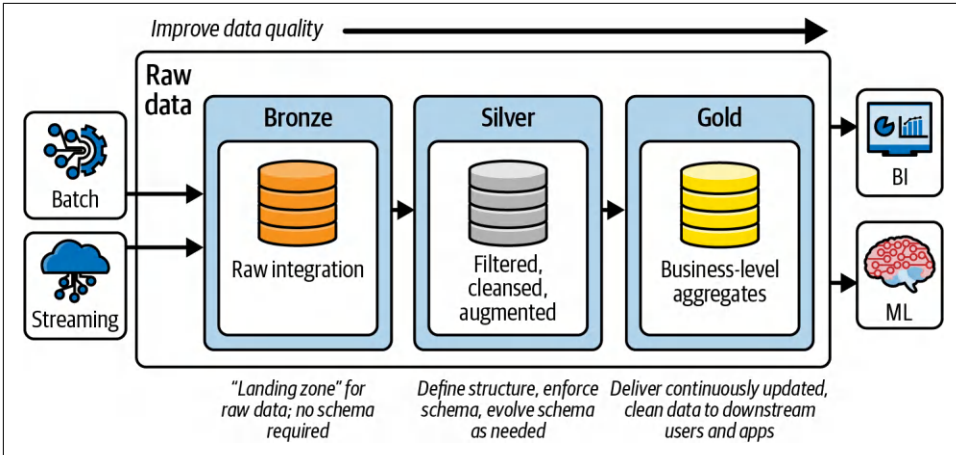 Improve data quality
Raw
data
Batch
Streaming
Bronze
Raw integration
Silver
Filtered,
cleansed,
augmented
Gold
Business-level
aggregates
BI
ML
“Landing zone” for
raw data; no schema
required
Define structure, enforce
schema, evolve schema
as needed
Deliver continuously updated,
clean data to downstream
users and apps